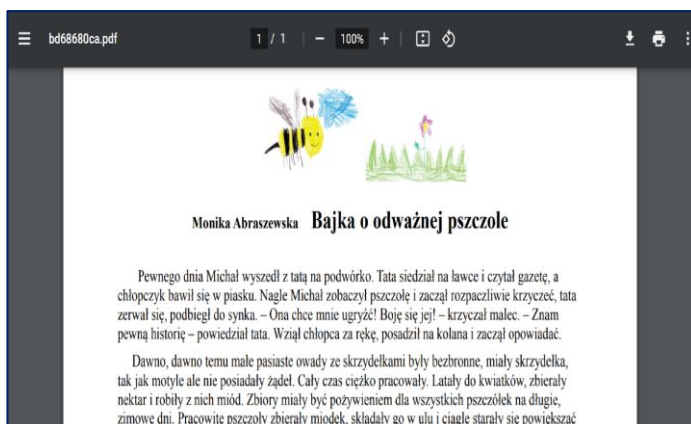 bd68680ca.pdf 1 / 1 100%
Monika Abraszewska Bajka o odważnej pszczole
Pewnego dnia Michał wyszedł z tatą na podwórko. Tata siedział na ławce i czytał gazetę, a
chłopczyk bawił się w piasku. Nagle Michał zobaczył pszczołę i zaczął rozpaczliwie krzyczeć, tata
zerwał się, podbiegł do synka. – Ona chce mnie ugryźć! Boję się jej! – krzyczał malec. – Znam
pewną historię – powiedział tata. Wziął chłopca za rękę, posadził na kolana i zaczął opowiadać.
Dawno, dawno temu małe pasiaste owady ze skrzydełkami były bezbronne, miały skrzydełka,
tak jak motyle ale nie posiadały żądeł. Cały czas ciężko pracowały. Latały do kwiatków, zbierały
nektar i robiły z nich miód. Zbiory miały być pożywieniem dla wszystkich pszczółek na długie,
zimowe dni. Pracowite pszczoły zbierały miodek, składały go w ulu i ciągle starały się powiększać